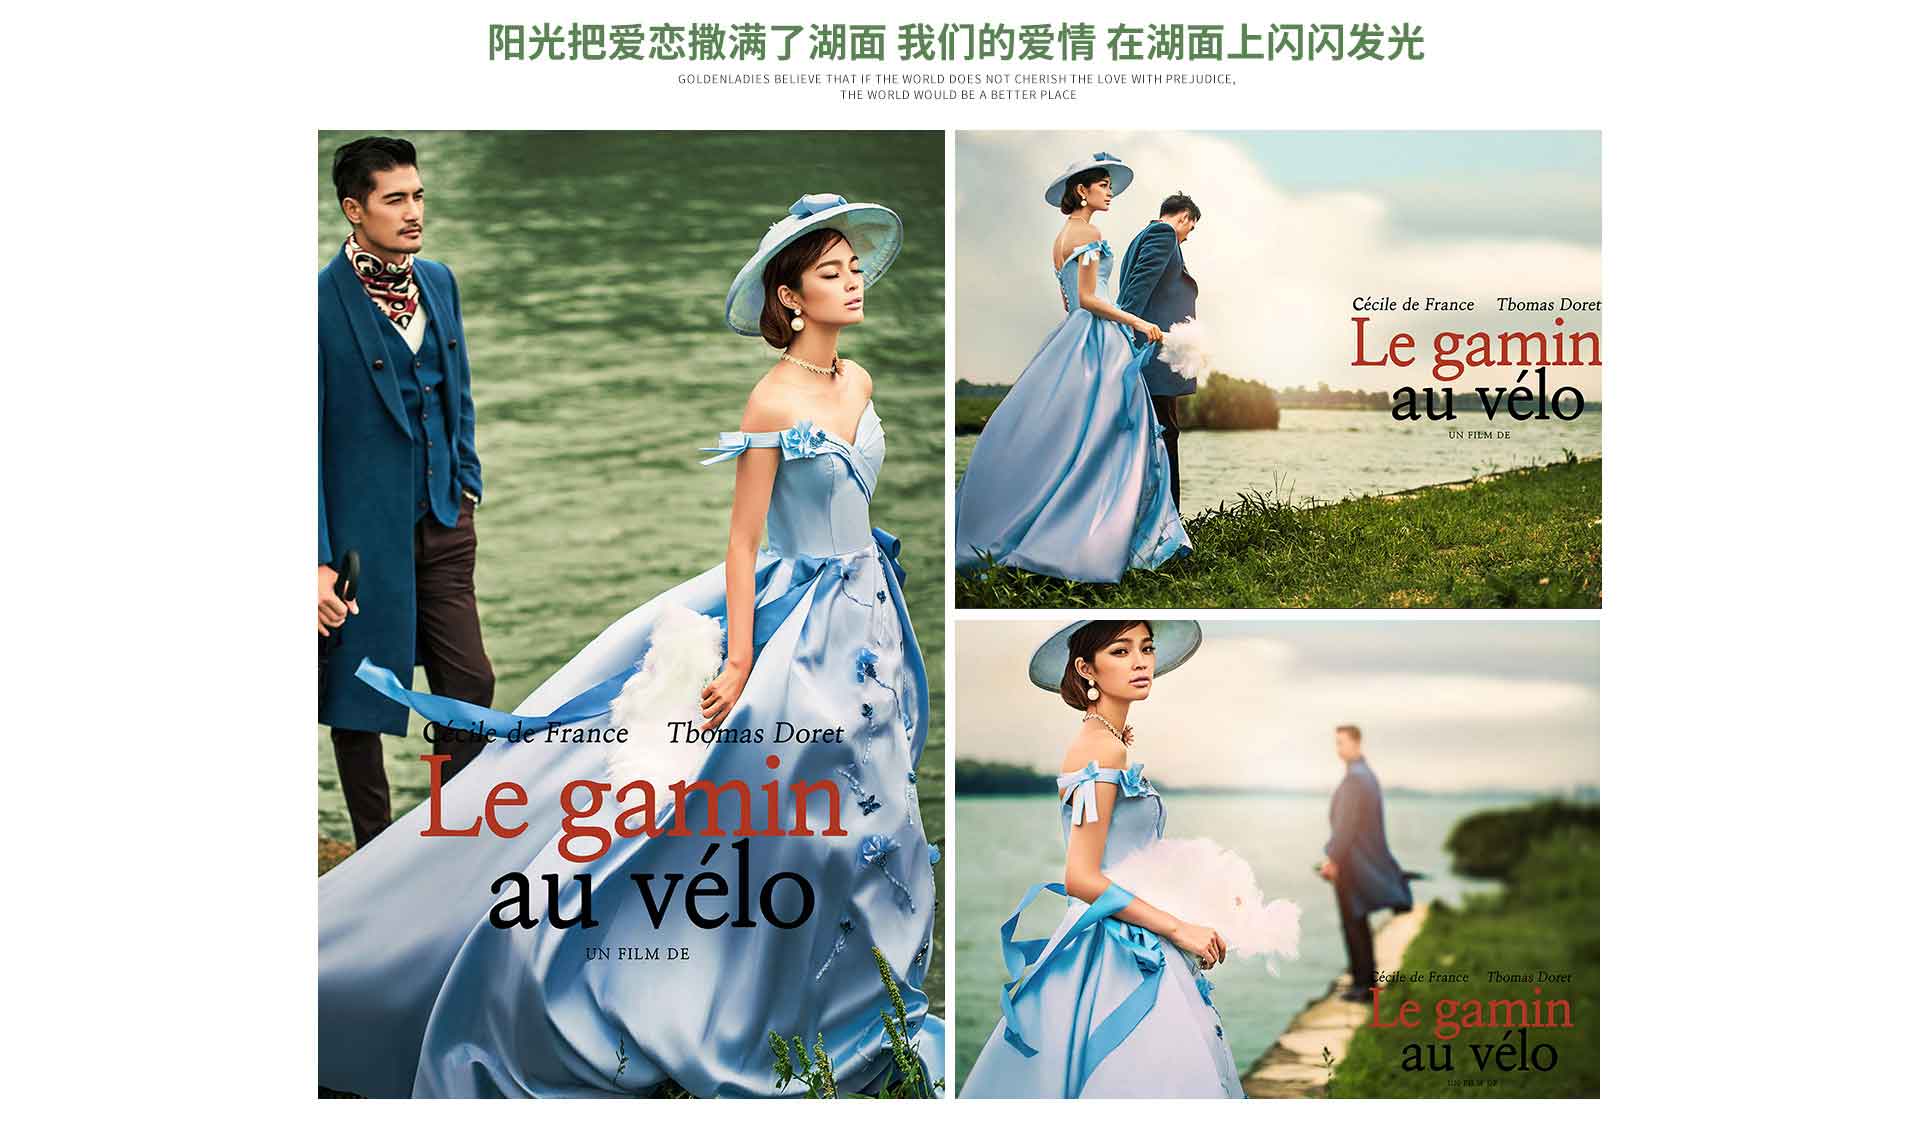 阳光把爱恋撒满了湖面 我们的爱情 在湖面上闪闪发光
GOLDENLADIES BELIEVE THAT IF THE WORLD DOES NOT CHERISH THE LOVE WITH PREJUDICE,
THE WORLD WOULD BE A BETTER PLACE
Cécile de France Tbomas Doret
Le gamin
au vélo
UN FILM DE
Cécile de France Tbomas Doret
Le gamin
au vélo
UN FILM DE
Cécile de France Tbomas Doret
Le gamin
au vélo
UN FILM DE